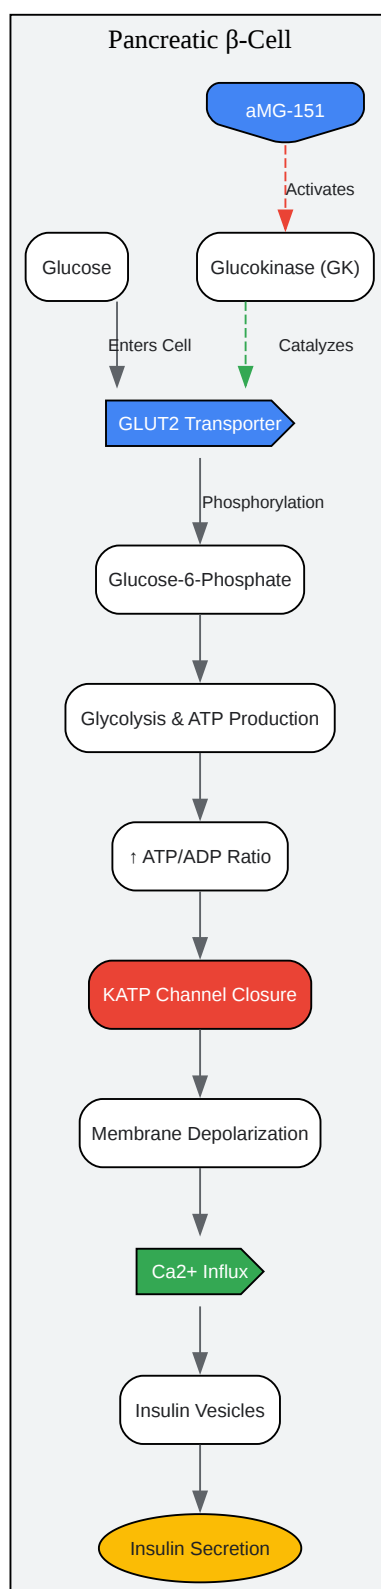 Pancreatic β-Cell
aMG-151
Activates
Glucose
Glucokinase (GK)
Enters Cell
Catalyzes
GLUT2 Transporter
Phosphorylation
Glucose-6-Phosphate
Glycolysis & ATP Production
↑ ATP/ADP Ratio
KATP Channel Closure
Membrane Depolarization
Ca2+ Influx
Insulin Vesicles
Insulin Secretion